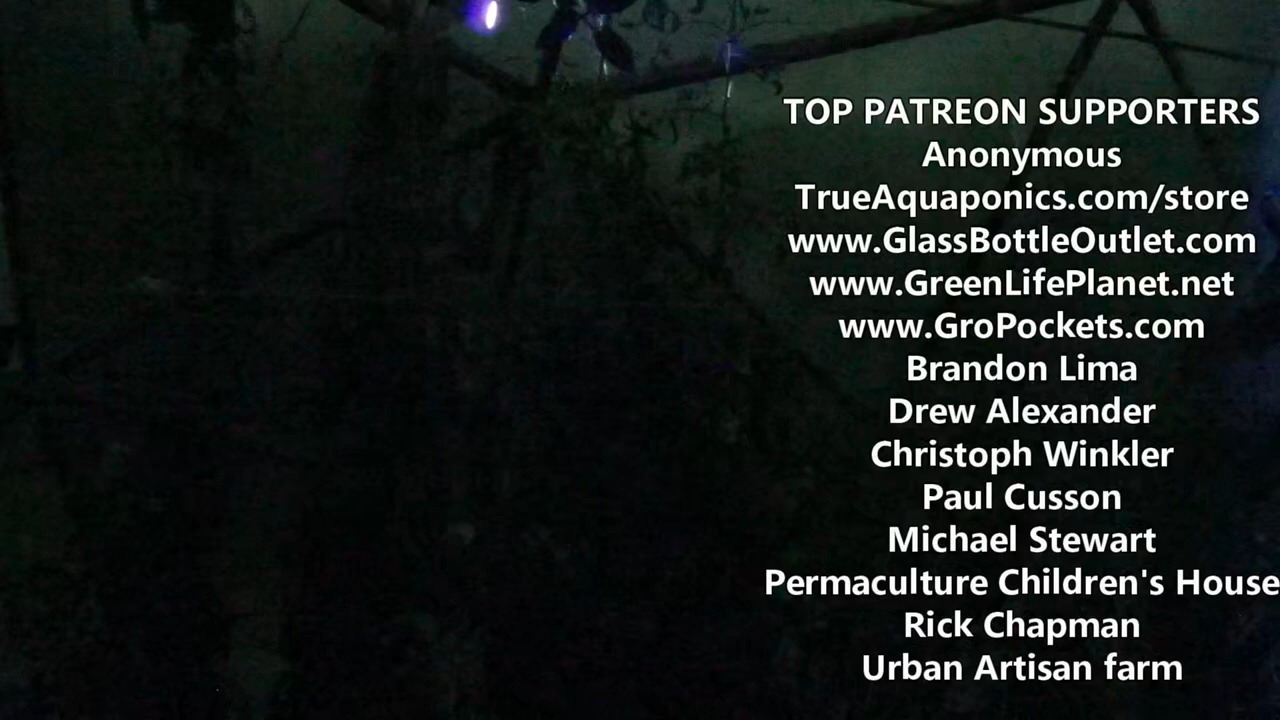 TOP PATREON SUPPORTERS
Anonymous
TrueAquaponics.com/store
www.GlassBottleOutlet.com
www.GreenLifePlanet.net
www.GroPockets.com
Brandon Lima
Drew Alexander
Christoph Winkler
Paul Cusson
Michael Stewart
Permaculture Children's House
Rick Chapman
Urban Artisan farm